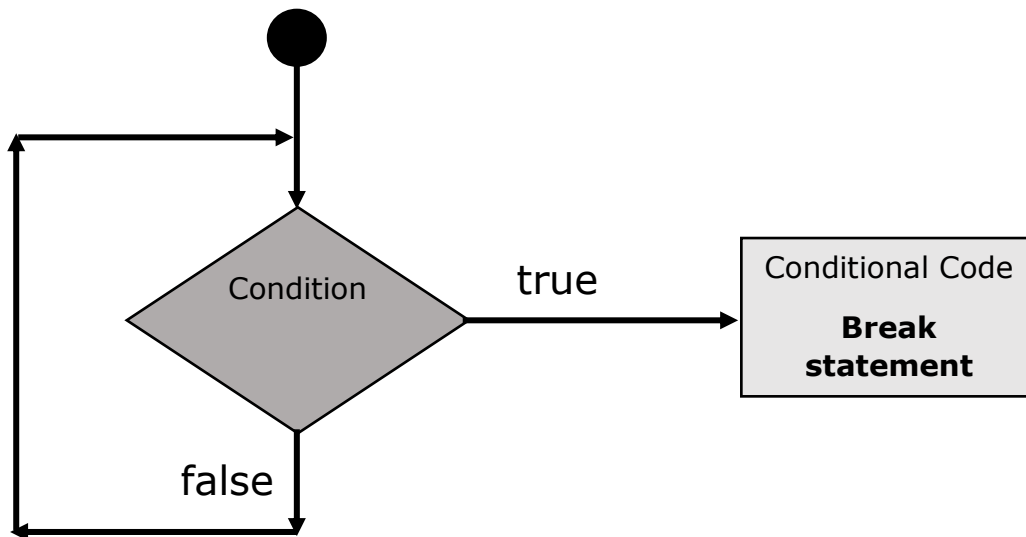 Condition
true
Conditional Code
Break
statement
false